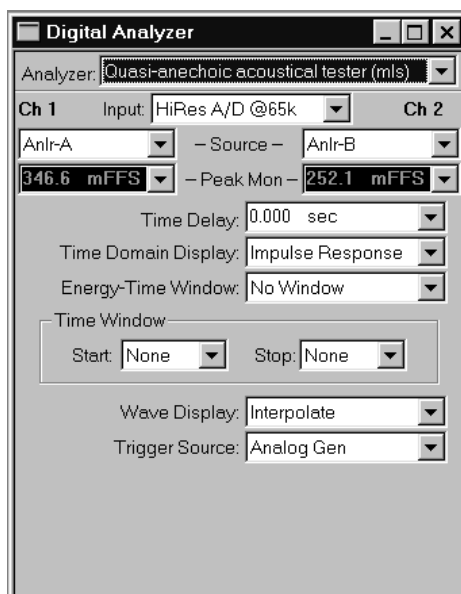 Digital Analyzer
Analyzer: Quasi-anechoic acoustical tester (mls)
Ch 1 Input: HiRes A/D @65k Ch 2
Anlr-A – Source – Anlr-B
346.6 mFFS – Peak Mon – 252.1 mFFS
Time Delay: 0.000 sec
Time Domain Display: Impulse Response
Energy-Time Window: No Window
Time Window
Start: None Stop: None
Wave Display: Interpolate
Trigger Source: Analog Gen